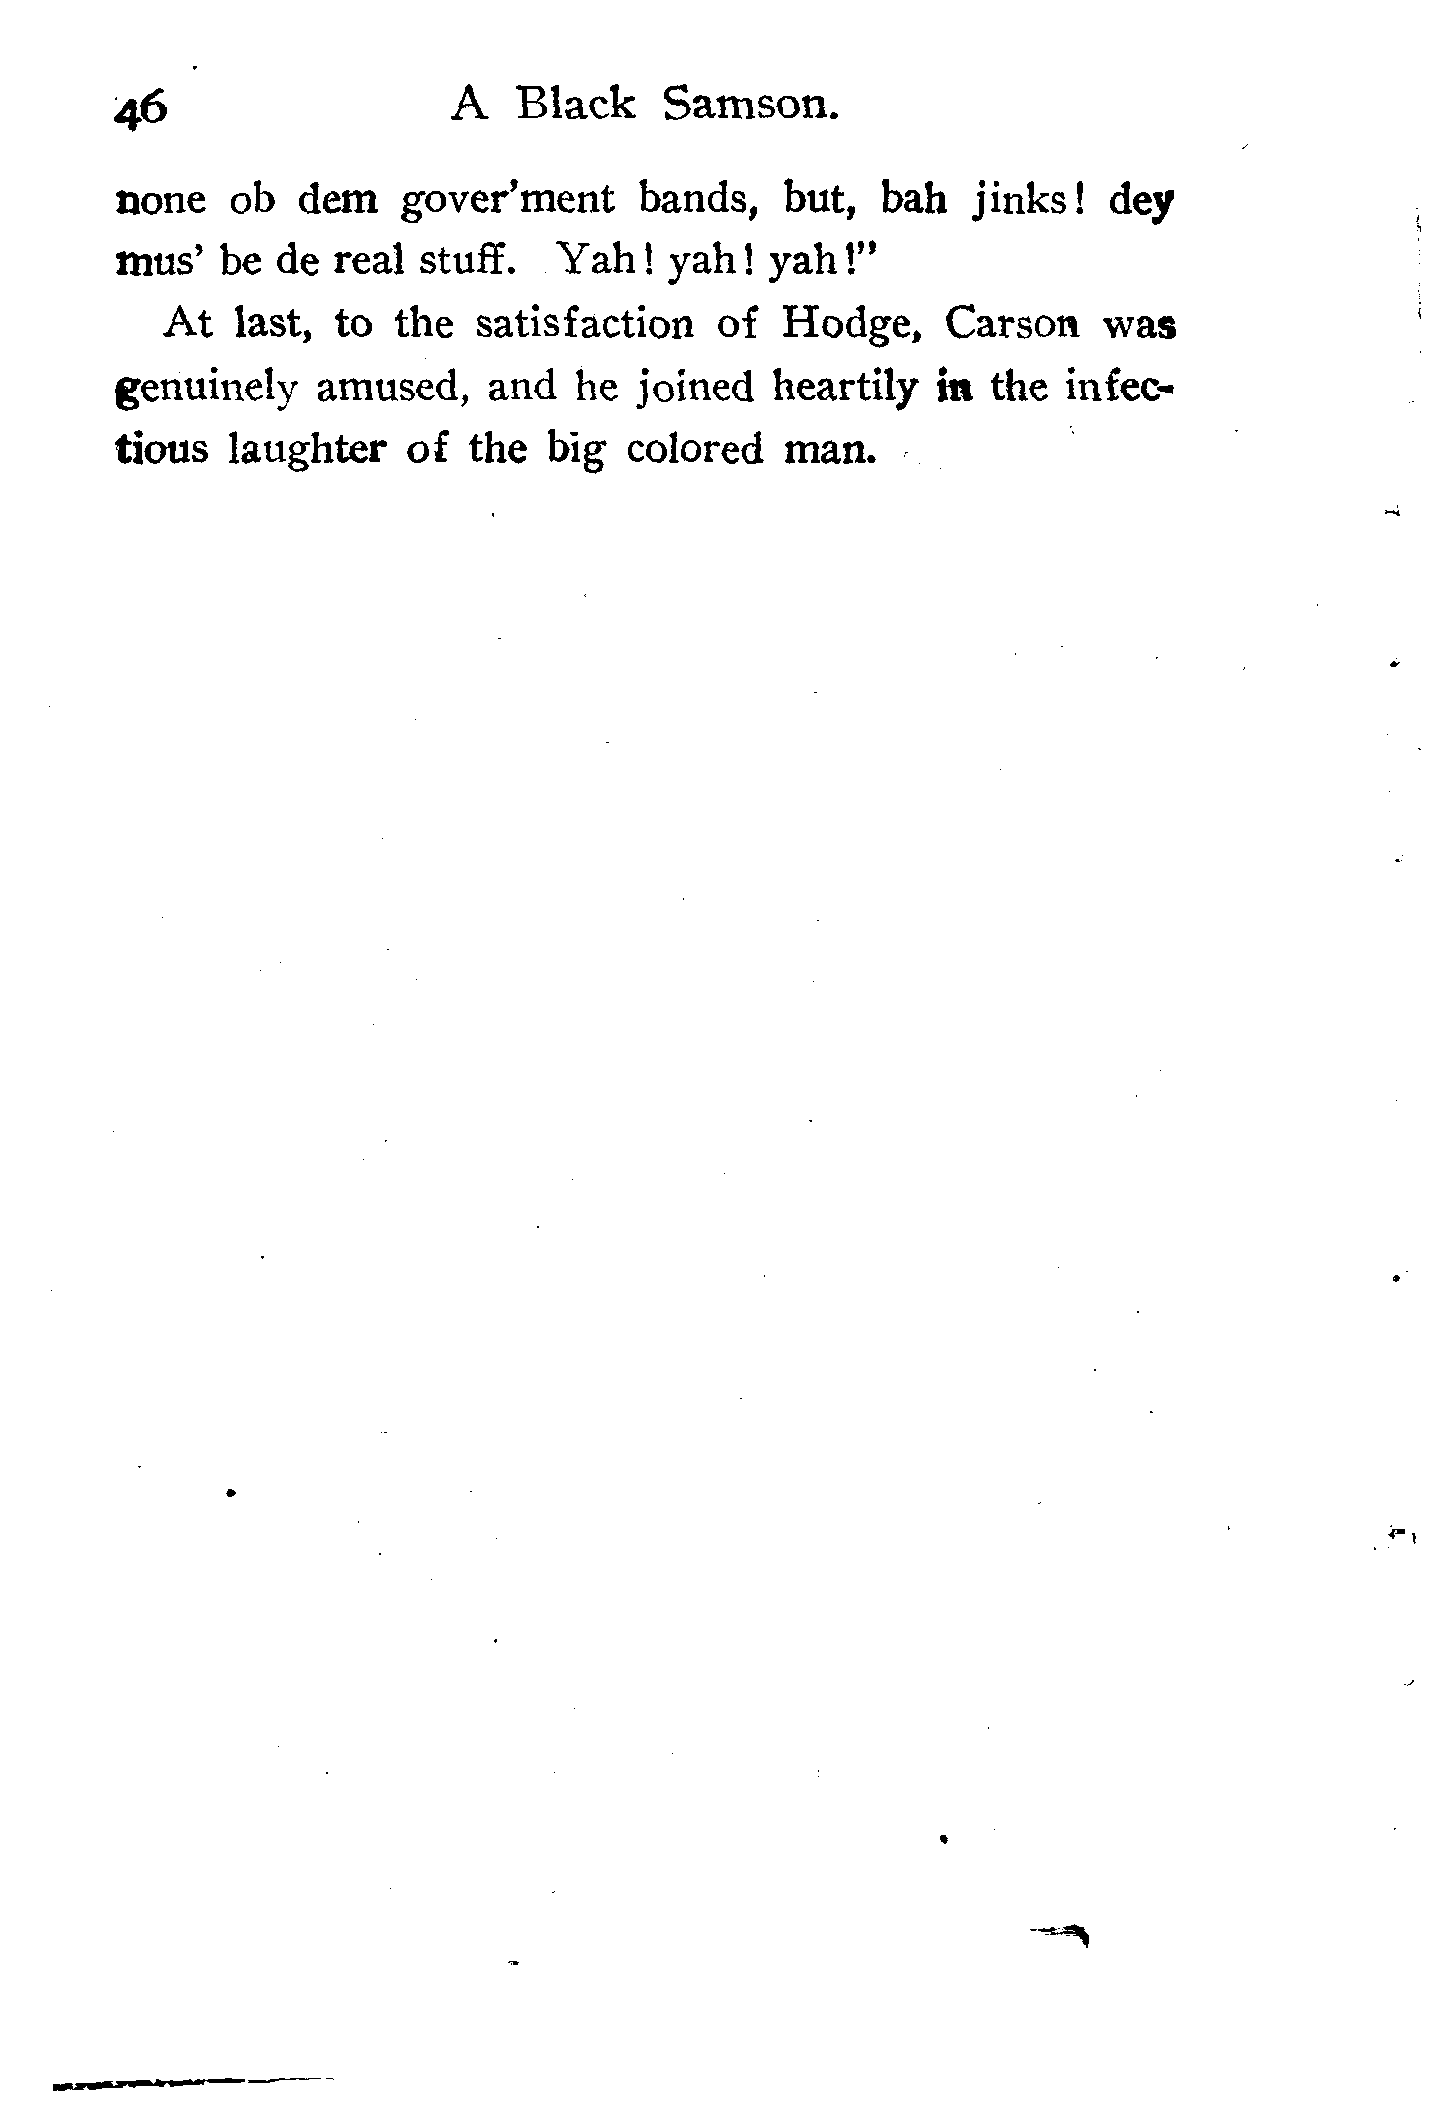 46 A Black Samson.
none ob dem gover'ment bands, but, bah jinks! dey
mus' be de real stuff. Yah! yah! yah!"
At last, to the satisfaction of Hodge, Carson was
genuinely amused, and he joined heartily in the infec-
tious laughter of the big colored man.